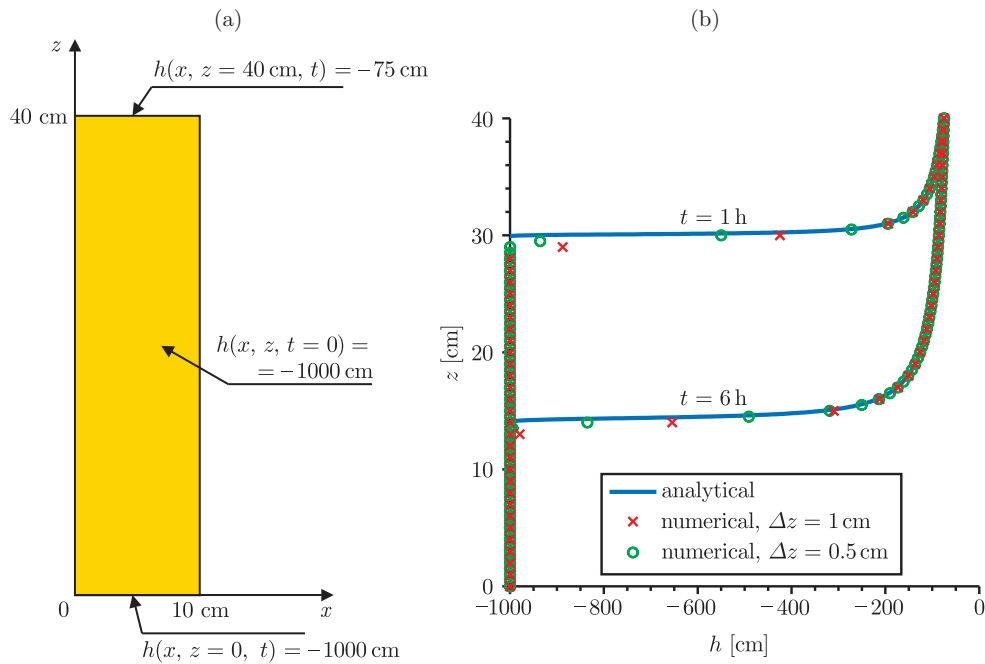 (a)
z
h(x, z = 40 cm, t) = −75 cm
40 cm
h(x, z, t = 0) =
= −1000 cm
0
10 cm
x
h(x, z = 0, t) = −1000 cm
(b)
40
30
20
10
0
z [cm]
t = 1 h
t = 6 h
analytical
numerical, Δz = 1 cm
numerical, Δz = 0.5 cm
−1000
−800
−600
−400
−200
0
h [cm]